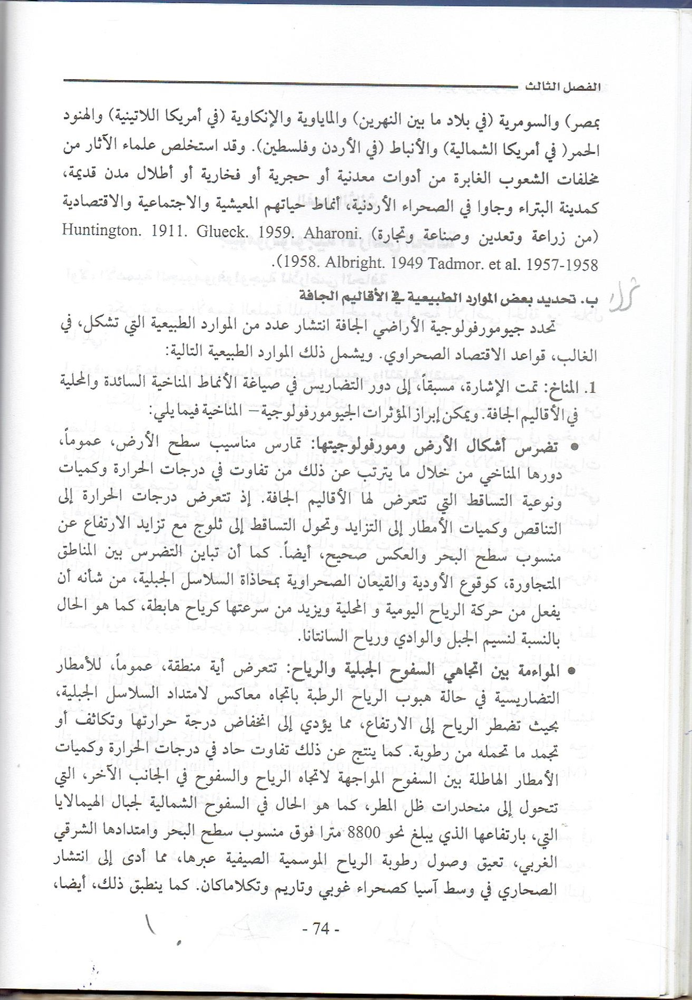 الفصل الثالث
بمصر) والسومرية (في بلاد ما بين النهرين) والماياوية والإنكاوية (في أمريكا اللاتينية) والهنود
الحمر( في أمريكا الشمالية) والأنباط (في الأردن وفلسطين). وقد استخلص علماء الآثار من
مخلفات الشعوب الغابرة من أدوات معدنية أو حجرية أو فخارية أو أطلال مدن قديمة،
كمدينة البتراء وجاوا في الصحراء الأردنية، أنماط حياتهم المعيشية والاجتماعية والاقتصادية
(من زراعة وتعدين وصناعة وتجارة) Huntington. 1911. Glueck. 1959. Aharoni.
1958. Albright. 1949 Tadmor. et al. 1957-1958).
ب. تحديد بعض الموارد الطبيعية في الأقاليم الجافة
تحدد جيومورفولوجية الأراضي الجافة انتشار عدد من الموارد الطبيعية التي تشكل، في
الغالب، قواعد الاقتصاد الصحراوي. ويشمل ذلك الموارد الطبيعية التالية:
1. المناخ: تمت الإشارة، مسبقاً، إلى دور التضاريس في صياغة الأنماط المناخية السائدة والمحلية
في الأقاليم الجافة. ويمكن إبراز المؤثرات الجيومورفولوجية– المناخية فيما يلي:
• تضرس أشكال الأرض ومورفولوجيتها: تمارس مناسيب سطح الأرض، عموماً،
دورها المناخي من خلال ما يترتب عن ذلك من تفاوت في درجات الحرارة وكميات
ونوعية التساقط التي تتعرض لها الأقاليم الجافة. إذ تتعرض درجات الحرارة إلى
التناقص وكميات الأمطار إلى التزايد وتحول التساقط إلى ثلوج مع تزايد الارتفاع عن
منسوب سطح البحر والعكس صحيح، أيضاً. كما أن تباين التضرس بين المناطق
المتجاورة، كوقوع الأودية والقيعان الصحراوية بمحاذاة السلاسل الجبلية، من شأنه أن
يفعل من حركة الرياح اليومية و المحلية ويزيد من سرعتها كرياح هابطة، كما هو الحال
بالنسبة لنسيم الجبل والوادي ورياح السانتانا.
• المواءمة بين اتجاهي السفوح الجبلية والرياح: تتعرض أية منطقة، عموماً، للأمطار
التضاريسية في حالة هبوب الرياح الرطبة باتجاه معاكس لامتداد السلاسل الجبلية،
بحيث تضطر الرياح إلى الارتفاع، مما يؤدي إلى انخفاض درجة حرارتها وتكاثف أو
تجمد ما تحمله من رطوبة. كما ينتج عن ذلك تفاوت حاد في درجات الحرارة وكميات
الأمطار الهاطلة بين السفوح المواجهة لاتجاه الرياح والسفوح في الجانب الآخر، التي
تتحول إلى منحدرات ظل المطر، كما هو الحال في السفوح الشمالية لجبال الهيمالايا
التي، بارتفاعها الذي يبلغ نحو 8800 مترا فوق منسوب سطح البحر وامتدادها الشرقي
الغربي، تعيق وصول رطوبة الرياح الموسمية الصيفية عبرها، مما أدى إلى انتشار
الصحاري في وسط آسيا كصحراء غوبي وتاريم وتكلاماكان. كما ينطبق ذلك، أيضا،
- 74 -